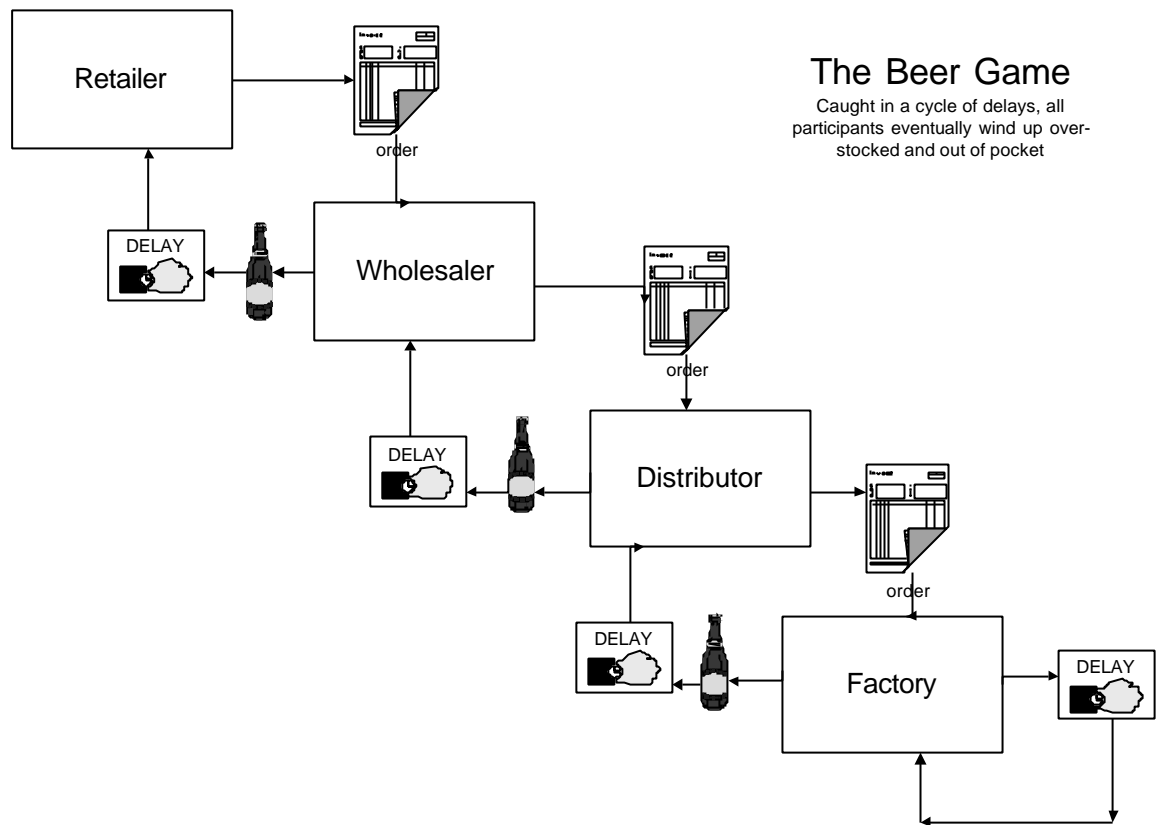 Retailer
The Beer Game
Caught in a cycle of delays, all
participants eventually wind up over-
stocked and out of pocket
order
DELAY
Wholesaler
order
DELAY
Distributor
order
DELAY
Factory
DELAY